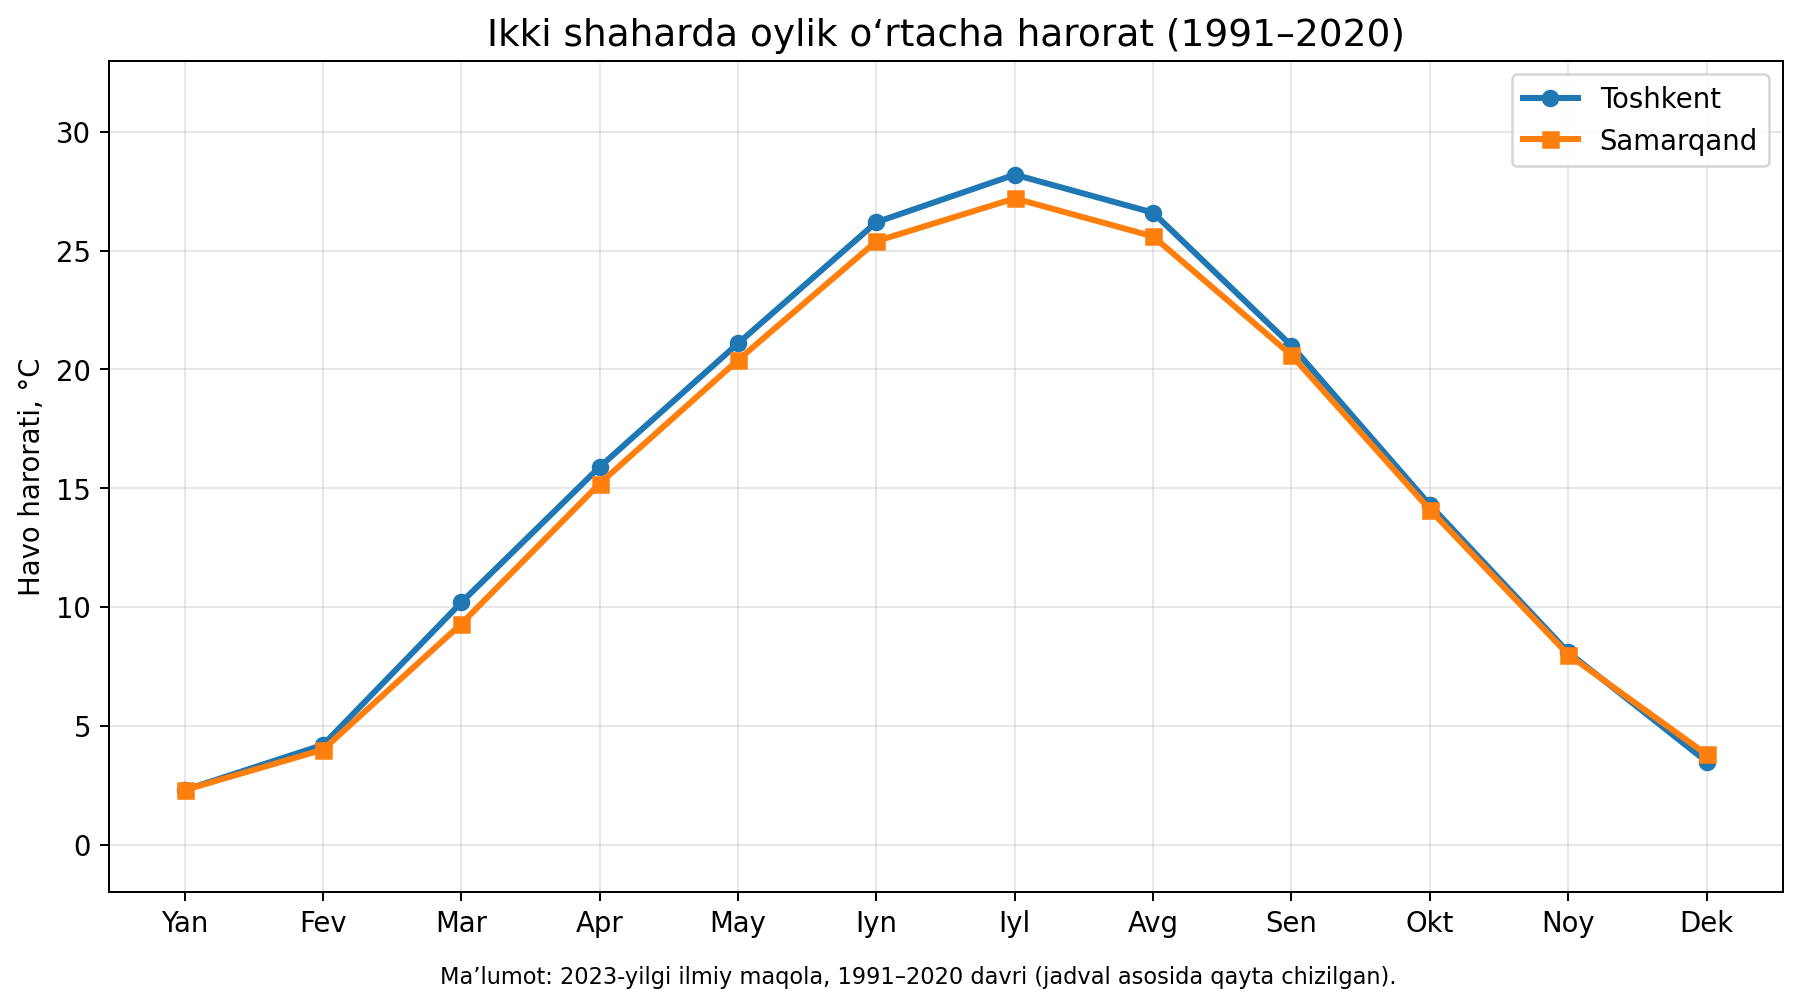 Ikki shaharda oylik o‘rtacha harorat (1991–2020)
Toshkent
Samarqand
Havo harorati, °C
30
25
20
15
10
5
0
Yan Fev Mar Apr May Iyn Iyl Avg Sen Okt Noy Dek
Ma’lumot: 2023-yilgi ilmiy maqola, 1991–2020 davri (jadval asosida qayta chizilgan).